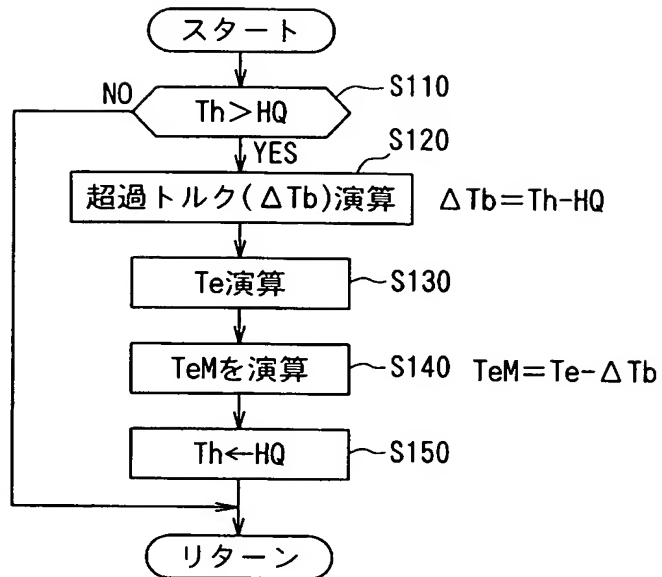 スタート
NO
Th>HQ
S110
YES
S120
超過トルク(ΔTb)演算
ΔTb=Th-HQ
Te演算
S130
TeMを演算
S140
TeM=Te-ΔTb
Th←HQ
S150
リターン